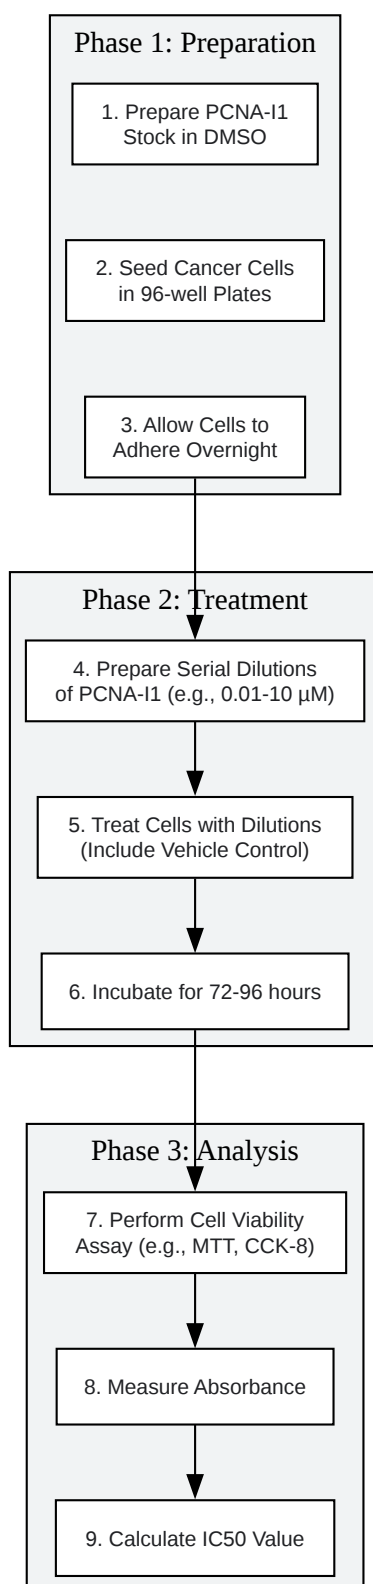 Phase 1: Preparation
1. Prepare PCNA-I1
Stock in DMSO
2. Seed Cancer Cells
in 96-well Plates
3. Allow Cells to
Adhere Overnight
Phase 2: Treatment
4. Prepare Serial Dilutions
of PCNA-I1 (e.g., 0.01-10 µM)
5. Treat Cells with Dilutions
(Include Vehicle Control)
6. Incubate for 72-96 hours
Phase 3: Analysis
7. Perform Cell Viability
Assay (e.g., MTT, CCK-8)
8. Measure Absorbance
9. Calculate IC50 Value